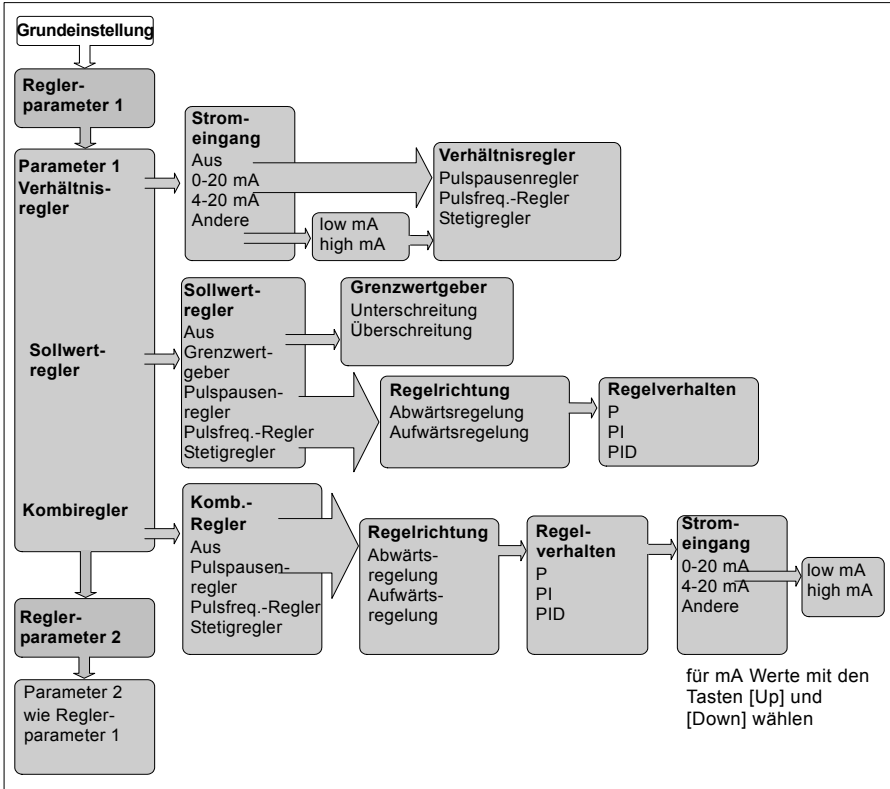 Grundeinstellung
Regler-
parameter 1
Parameter 1
Verhältnis-
regler
Strom-
eingang
Aus
0-20 mA
4-20 mA
Andere
low mA
high mA
Verhältnisregler
Pulspausenregler
Pulsfreq.-Regler
Stetigregler
Sollwert-
regler
Sollwert-
regler
Aus
Grenzwert-
geber
Pulspausen-
regler
Pulsfreq.-Regler
Stetigregler
Grenzwertgeber
Unterschreitung
Überschreitung
Regelrichtung
Abwärtsregelung
Aufwärtsregelung
Regelverhalten
P
PI
PID
Kombiregler
Komb.-
Regler
Aus
Pulspausen-
regler
Pulsfreq.-Regler
Stetigregler
Regelrichtung
Abwärts-
regelung
Aufwärts-
regelung
Regel-
verhalten
P
PI
PID
Strom-
eingang
0-20 mA
4-20 mA
Andere
low mA
high mA
für mA Werte mit den
Tasten [Up] und
[Down] wählen
Regler-
parameter 2
Parameter 2
wie Regler-
parameter 1